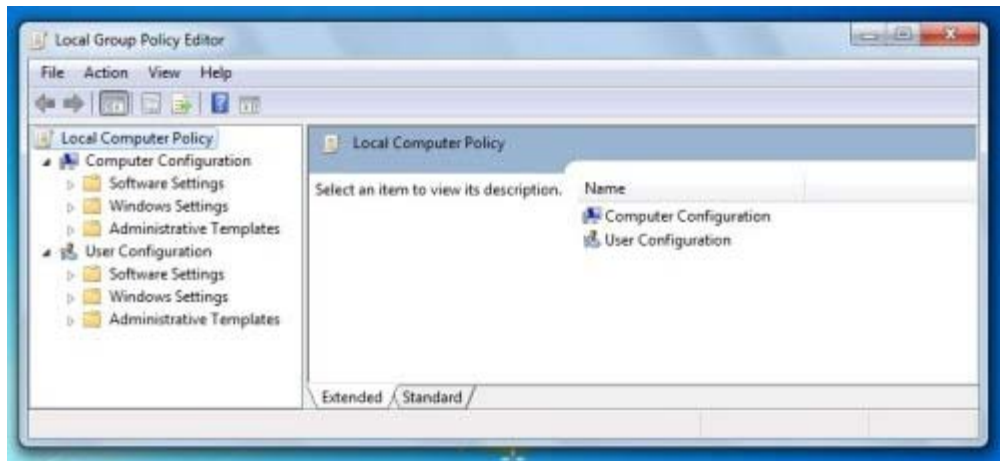 Local Group Policy Editor
File Action View Help
Local Computer Policy
Computer Configuration
Software Settings
Windows Settings
Administrative Templates
User Configuration
Software Settings
Windows Settings
Administrative Templates
Local Computer Policy
Select an item to view its description.
Name
Computer Configuration
User Configuration
Extended Standard